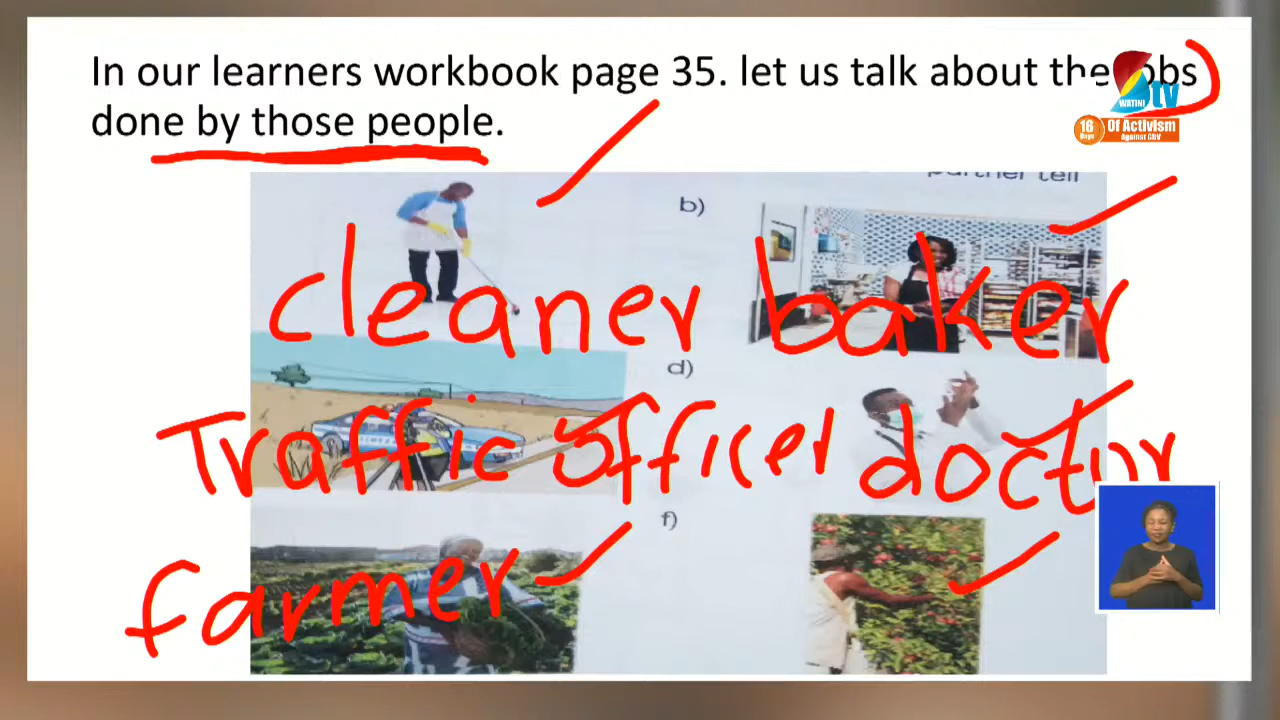 In our learners workbook page 35. let us talk about the jobs
done by those people.
WATINI tv
16 Days Of Activism
Against GBV
partner tell
b)
cleaner baker
d)
Traffic officer doctor
f)
farmer